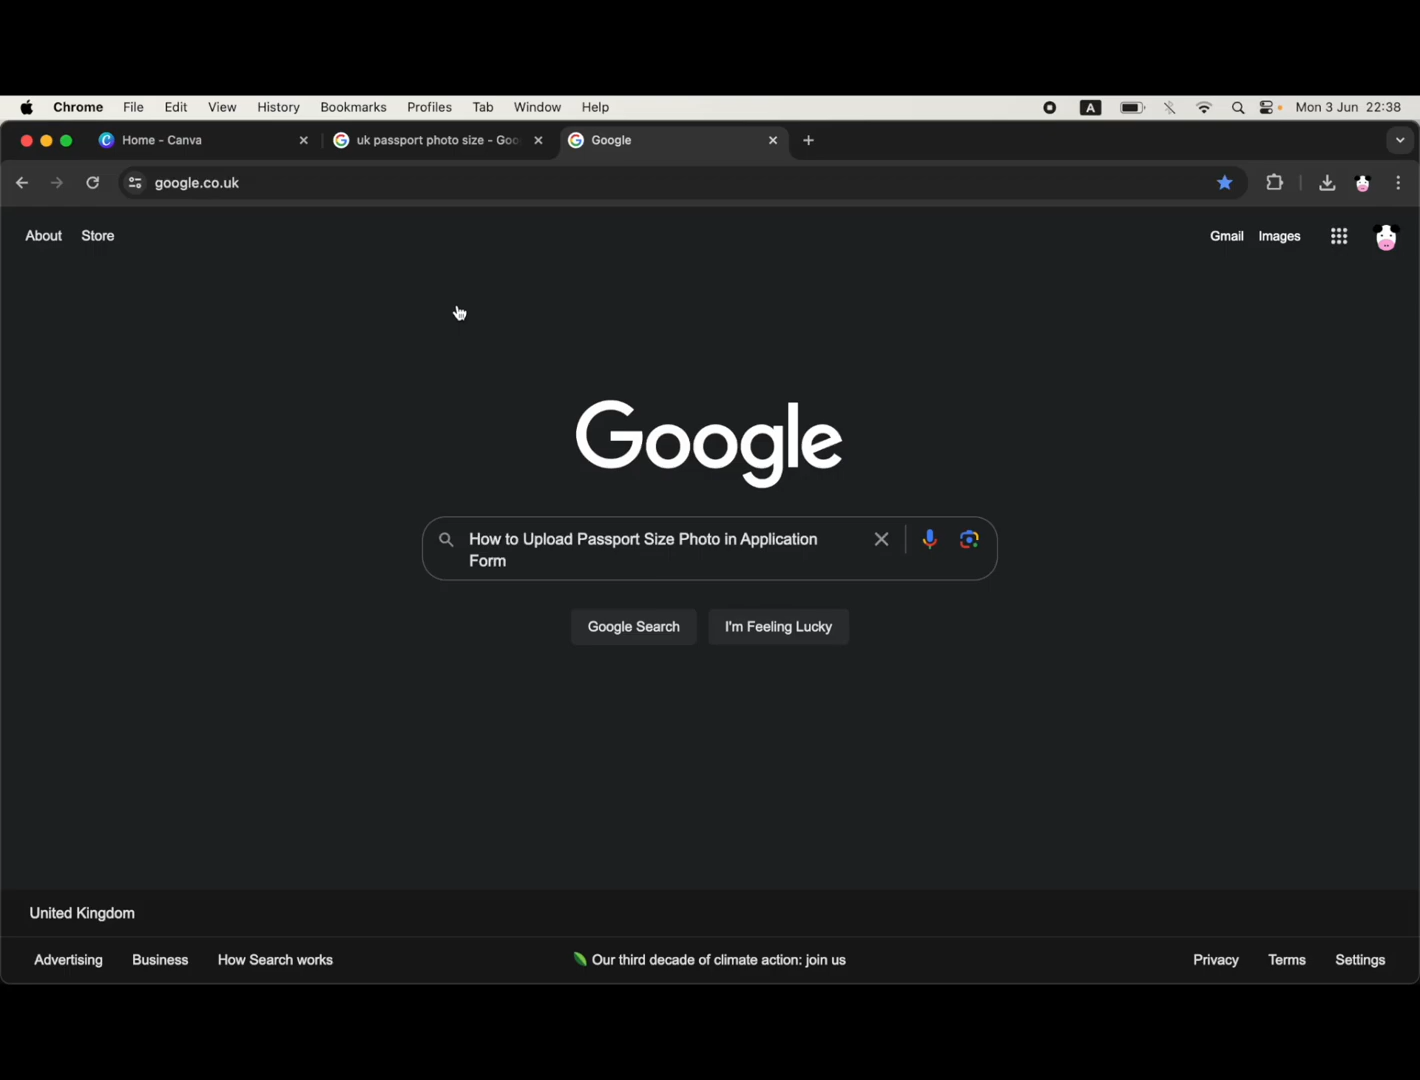 Chrome File Edit View History Bookmarks Profiles Tab Window Help A Mon 3 Jun 22:38
Home - Canva uk passport photo size - Goo Google
google.co.uk
About Store Gmail Images
Google
How to Upload Passport Size Photo in Application
Form
Google Search I'm Feeling Lucky
United Kingdom
Advertising Business How Search works Our third decade of climate action: join us Privacy Terms Settings